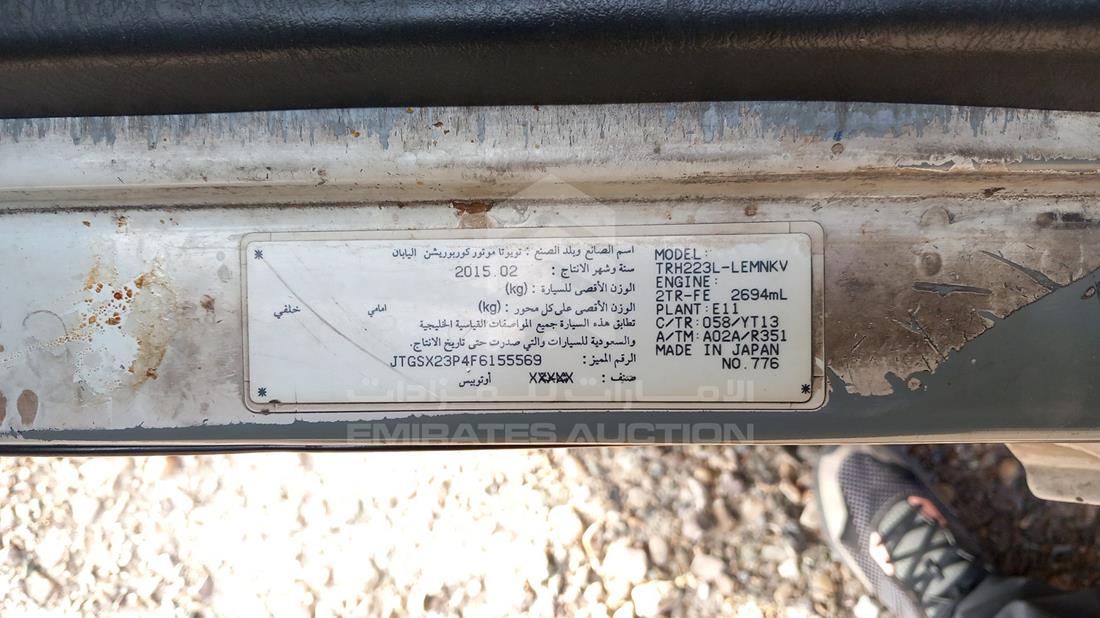 اسم الصانع وبلد الصنع : تويوتا موتور كوربوريشن اليابان
سنة وشهر الانتاج : 2015.02
الوزن الأقصى للسيارة : (kg)
الوزن الأقصى على كل محور : (kg) امامي خلفي
تطابق هذه السيارة جميع المواصفات القياسية الخليجية
والسعودية للسيارات والتي صدرت حتى تاريخ الانتاج.
الرقم المميز : JTGSX23P4F6155569
صنف : أوتوبيس
MODEL:
TRH223L-LEMNKV
ENGINE:
2TR-FE 2694mL
PLANT:E11
C/TR:058/YT13
A/TM:A02A/R351
MADE IN JAPAN
NO.776
الإمارات للمزادات
EMIRATES AUCTION